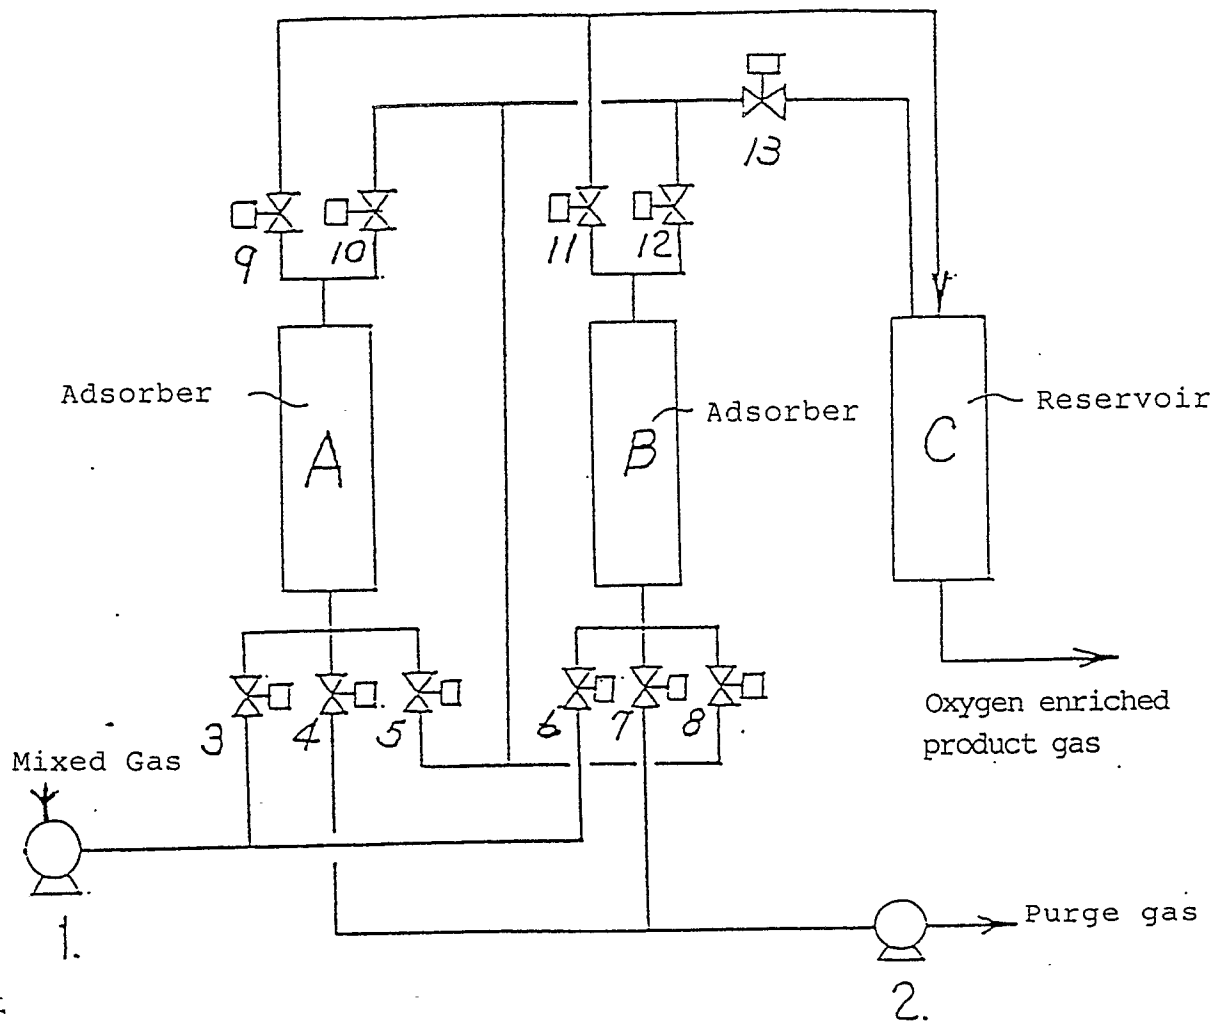 13
9
10
11
12
Adsorber
A
Adsorber
B
Reservoir
C
3
4
5
6
7
8
Mixed Gas
Oxygen enriched
product gas
1.
Purge gas
2.